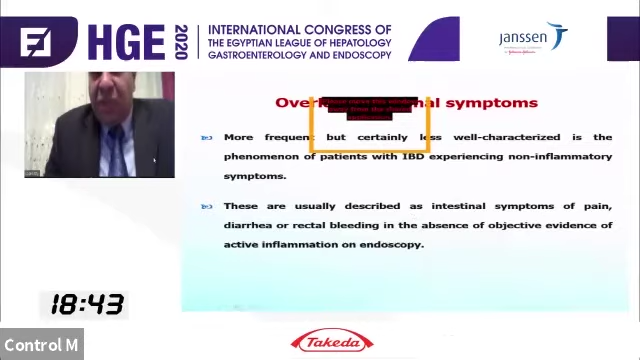 HGE 2020
INTERNATIONAL CONGRESS OF
THE EGYPTIAN LEAGUE OF HEPATOLOGY
GASTROENTEROLOGY AND ENDOSCOPY
janssen
symptoms
More frequent but certainly less well-characterized is the
phenomenon of patients with IBD experiencing non-inflammatory
symptoms.
These are usually described as intestinal symptoms of pain,
diarrhea or rectal bleeding in the absence of objective evidence of
active inflammation on endoscopy.
18:43
Control M
Takeda